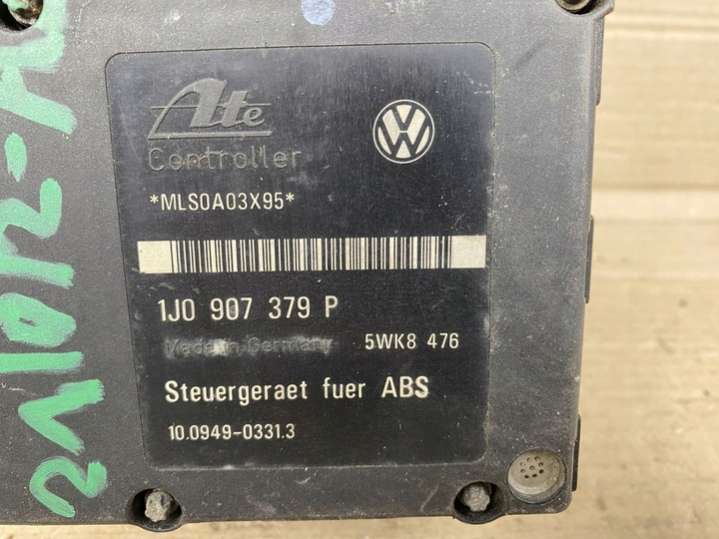 Ate
Controller
*MLS0A03X95*
1J0 907 379 P
Made in Germany 5WK8 476
Steuergeraet fuer ABS
10.0949-0331.3